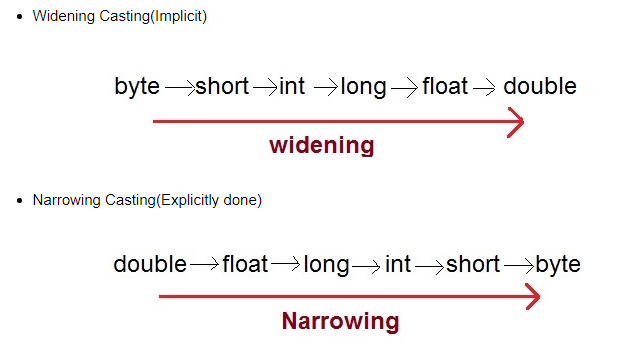 Widening Casting(Implicit)
byte → short → int → long → float → double
widening
Narrowing Casting(Explicitly done)
double → float → long → int → short → byte
Narrowing